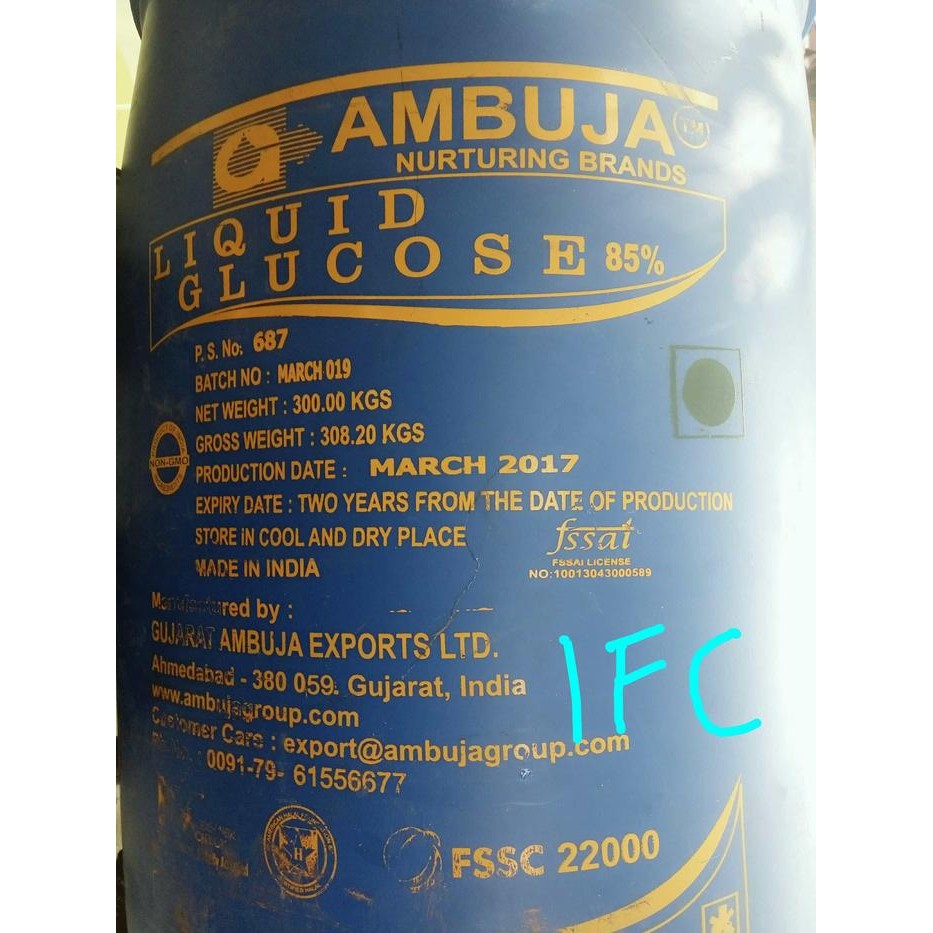 AMBUJA TM
NURTURING BRANDS
LIQUID
GLUCOSE 85%
P. S. No: 687
BATCH NO : MARCH 019
NET WEIGHT : 300.00 KGS
GROSS WEIGHT : 308.20 KGS
NON-GMO
PRODUCTION DATE : MARCH 2017
EXPIRY DATE : TWO YEARS FROM THE DATE OF PRODUCTION
STORE IN COOL AND DRY PLACE
fssai
FSSAI LICENSE
NO:10013043000589
MADE IN INDIA
Manufactured by :
GUJARAT AMBUJA EXPORTS LTD.
Ahmedabad - 380 059. Gujarat, India
www.ambujagroup.com
Customer Care : export@ambujagroup.com
0091-79- 61556677
IFC
H
FSSC 22000